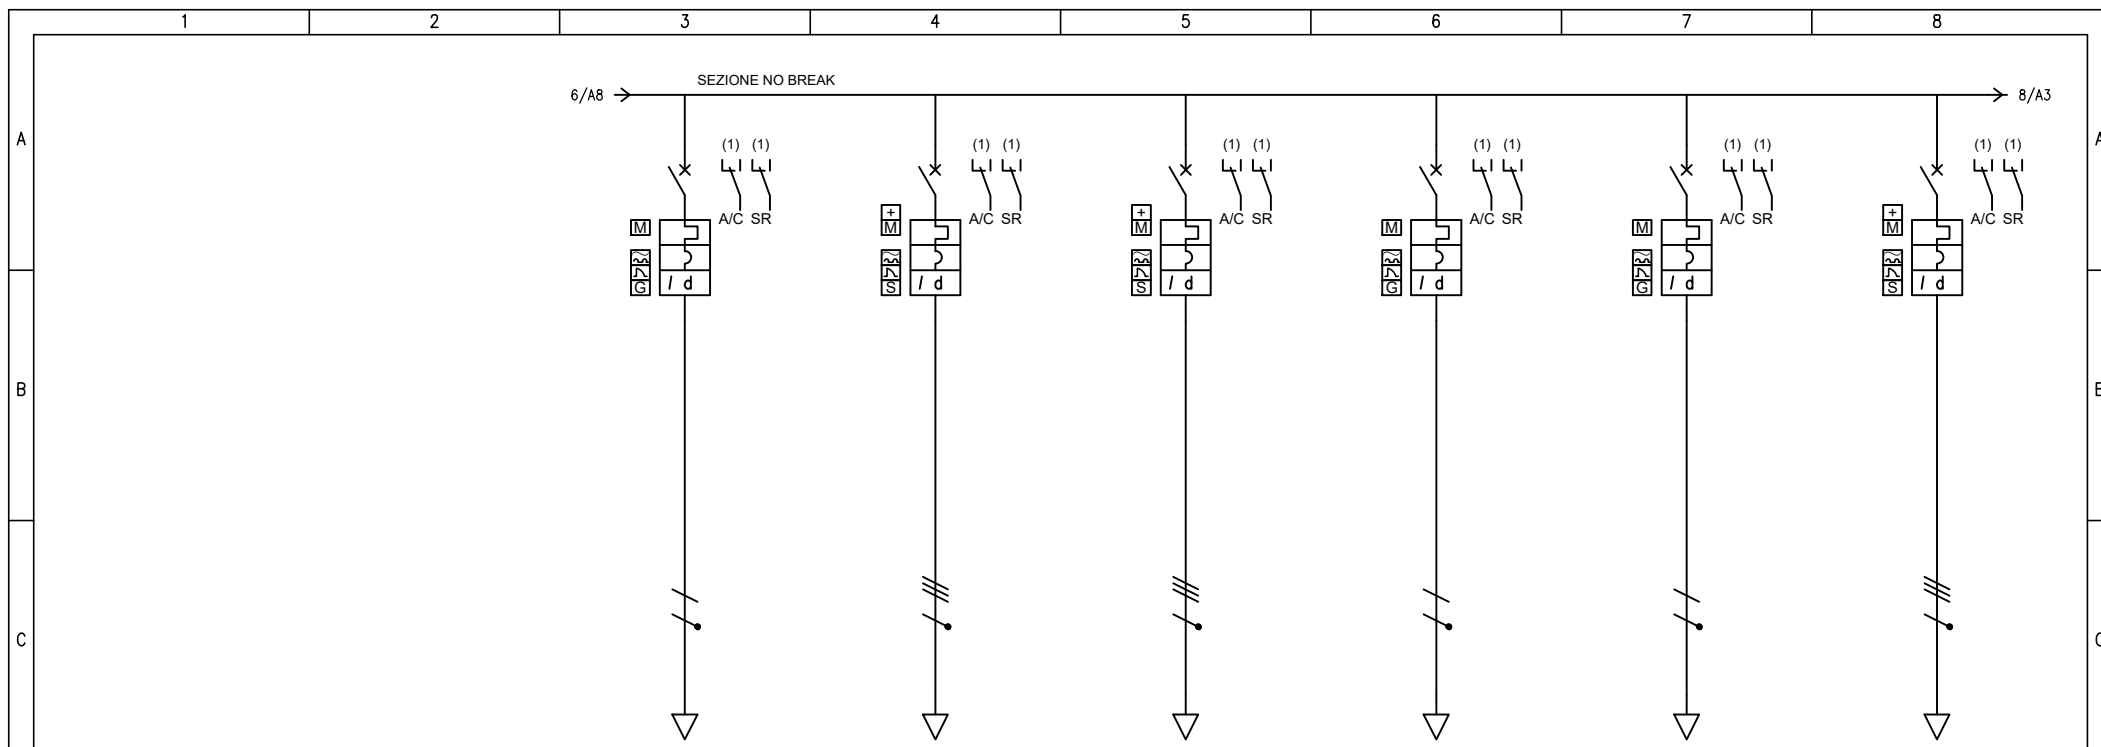 1 2 3 4 5 6 7 8
SEZIONE NO BREAK
6/A8 8/A3
A A
(1) (1) (1) (1) (1) (1) (1) (1) (1) (1) (1) (1)
A/C SR A/C SR A/C SR A/C SR A/C SR A/C SR
+ + +
M M M M M M
I d I d I d I d I d I d
G S S G G S
B B
C C